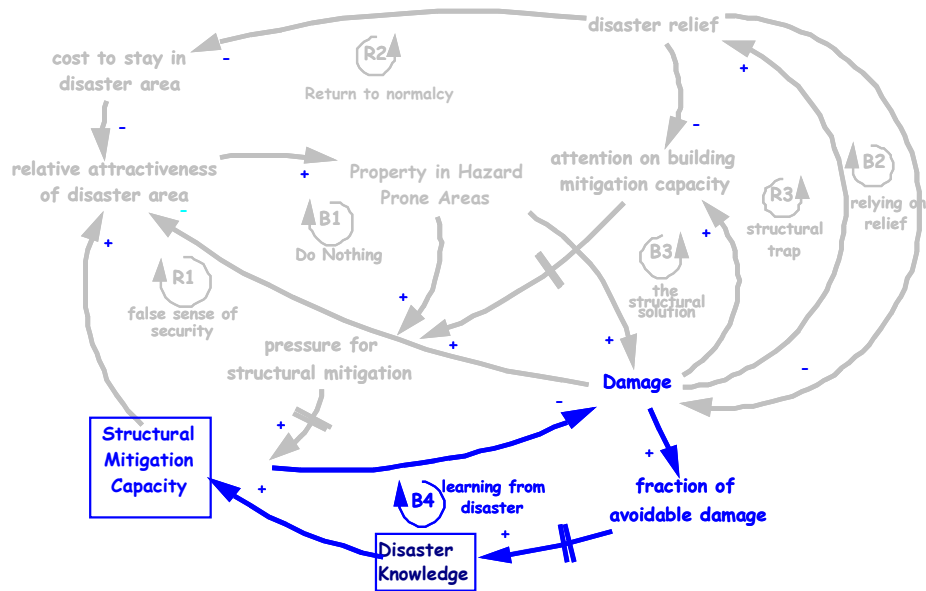 disaster relief
cost to stay in
disaster area
-
R2
+
Return to normalcy
-
-
relative attractiveness
of disaster area
+
Property in Hazard
Prone Areas
attention on building
mitigation capacity
B2
relying on
relief
R3
structural
trap
-
B1
Do Nothing
+
+
B3
the
structural
solution
R1
false sense of
security
+
+
+
pressure for
structural mitigation
-
Damage
-
+
+
Structural
Mitigation
Capacity
+
B4
learning from
disaster
fraction of
avoidable damage
+
Disaster
Knowledge